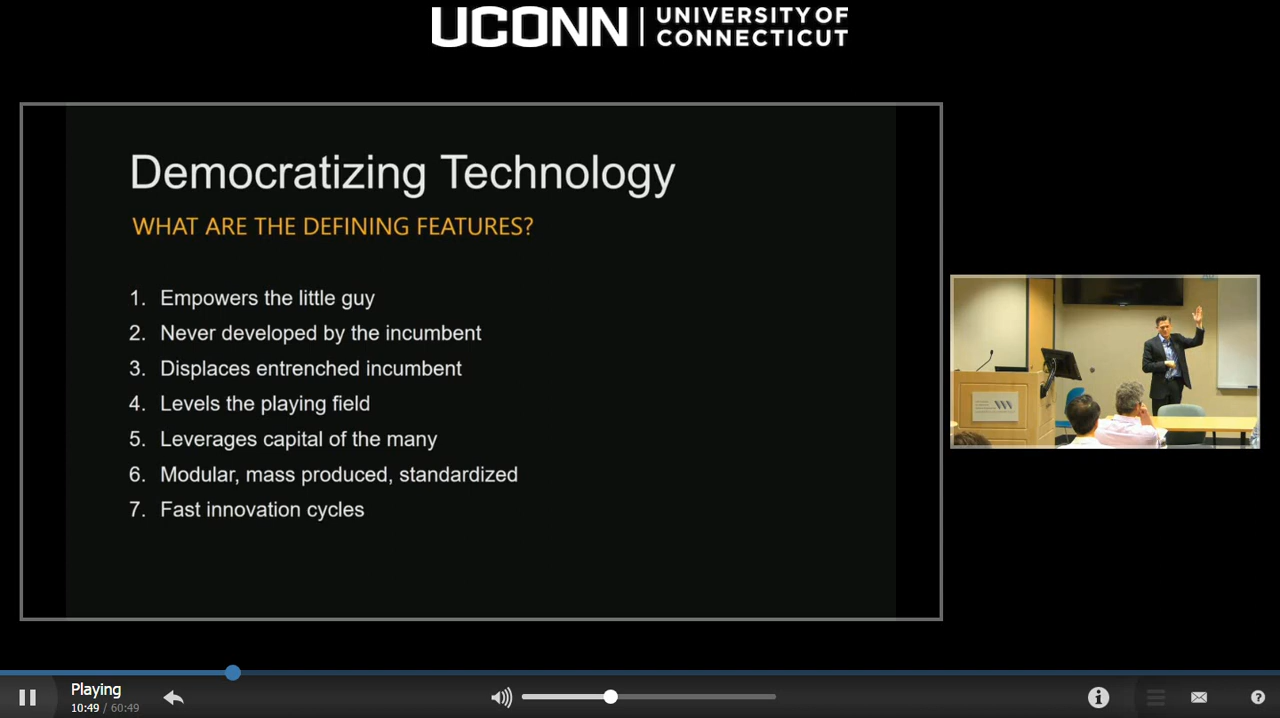 UCONN
UNIVERSITY OF
CONNECTICUT
Democratizing Technology
WHAT ARE THE DEFINING FEATURES?
1. Empowers the little guy
2. Never developed by the incumbent
3. Displaces entrenched incumbent
4. Levels the playing field
5. Leverages capital of the many
6. Modular, mass produced, standardized
7. Fast innovation cycles
Playing
10:49 / 60:49